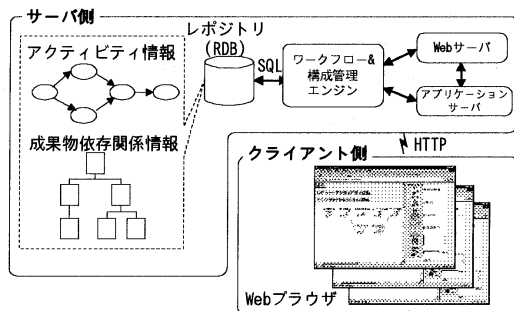 サーバ側
アクティビティ情報
成果物依存関係情報
レポジトリ
(RDB)
SQL
ワークフロー&
構成管理
エンジン
Webサーバ
アプリケーション
サーバ
HTTP
クライアント側
Webブラウザ